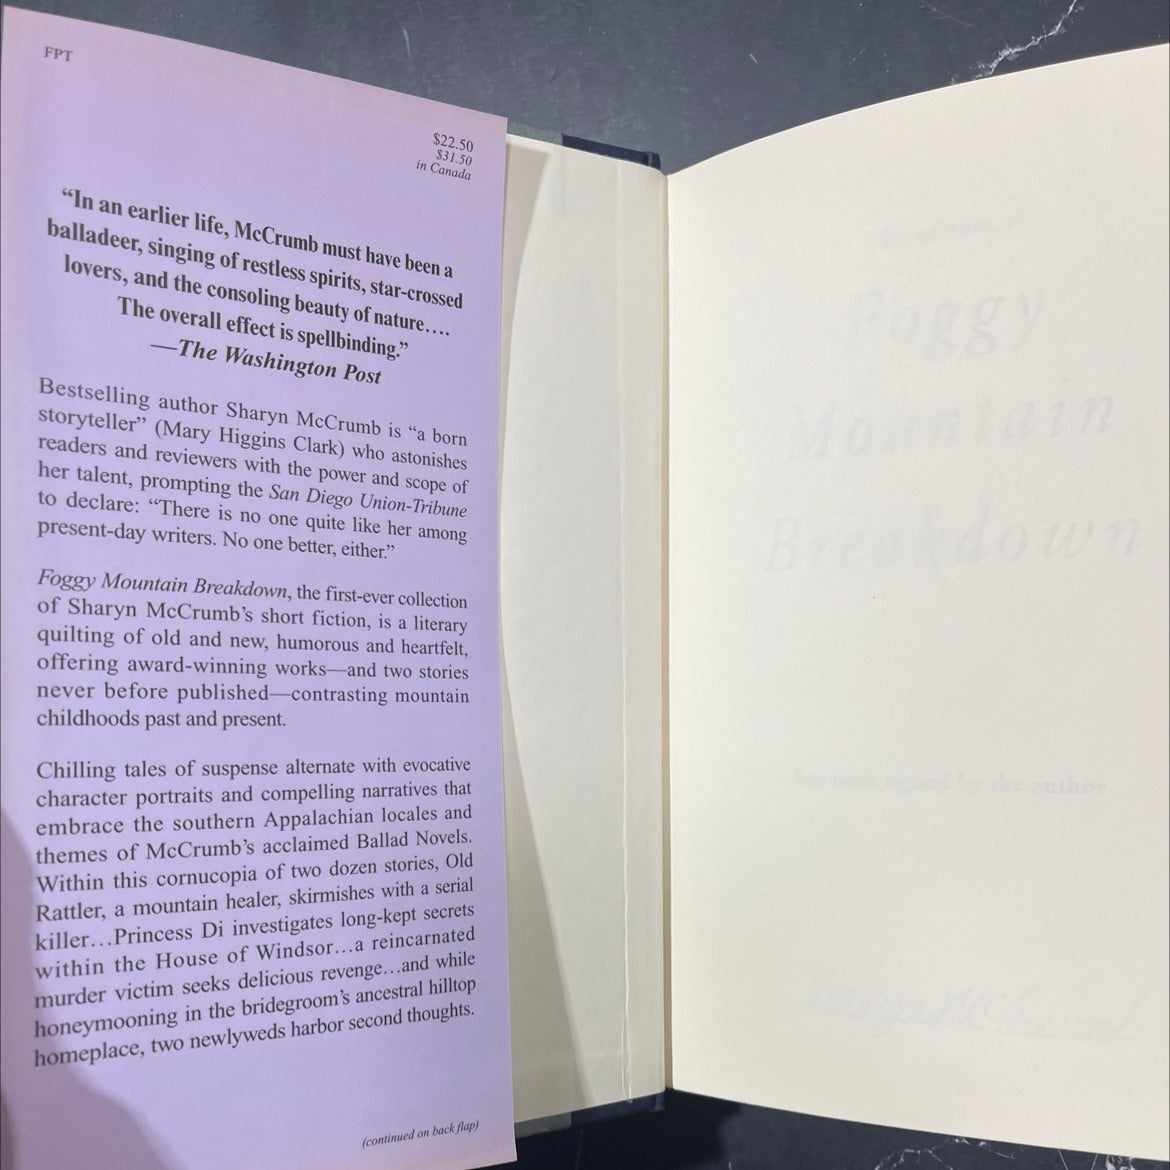 FPT
$22.50
$31.50
in Canada
“In an earlier life, McCrumb must have been a
balladeer, singing of restless spirits, star-crossed
lovers, and the consoling beauty of nature….
The overall effect is spellbinding.”
—The Washington Post
Bestselling author Sharyn McCrumb is “a born
storyteller” (Mary Higgins Clark) who astonishes
readers and reviewers with the power and scope of
her talent, prompting the San Diego Union-Tribune
to declare: “There is no one quite like her among
present-day writers. No one better, either.”
Foggy Mountain Breakdown, the first-ever collection
of Sharyn McCrumb’s short fiction, is a literary
quilting of old and new, humorous and heartfelt,
offering award-winning works—and two stories
never before published—contrasting mountain
childhoods past and present.
Chilling tales of suspense alternate with evocative
character portraits and compelling narratives that
embrace the southern Appalachian locales and
themes of McCrumb’s acclaimed Ballad Novels.
Within this cornucopia of two dozen stories, Old
Rattler, a mountain healer, skirmishes with a serial
killer…Princess Di investigates long-kept secrets
within the House of Windsor…a reincarnated
murder victim seeks delicious revenge…and while
honeymooning in the bridegroom’s ancestral hilltop
homeplace, two newlyweds harbor second thoughts.
(continued on back flap)
Foggy
Mountain
Breakdown
has been signed by the author